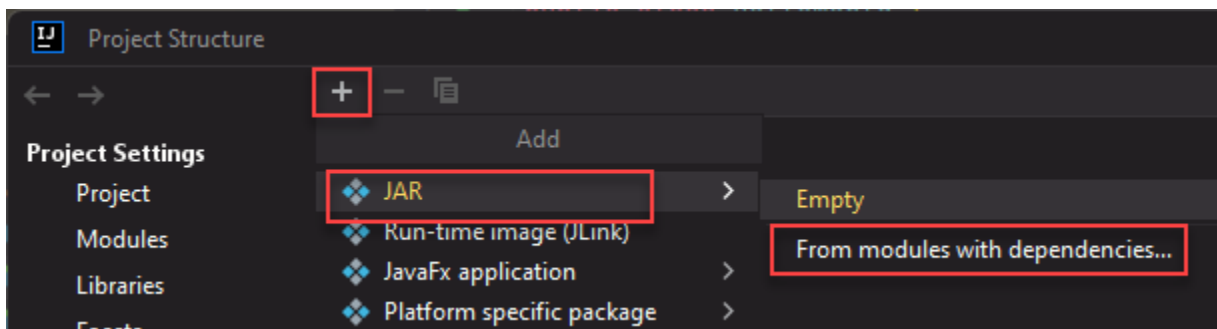 IJ
Project Structure
Add
Project Settings
JAR
Project
Empty
Run-time image (JLink)
Modules
From modules with dependencies...
JavaFx application
Libraries
Platform specific package